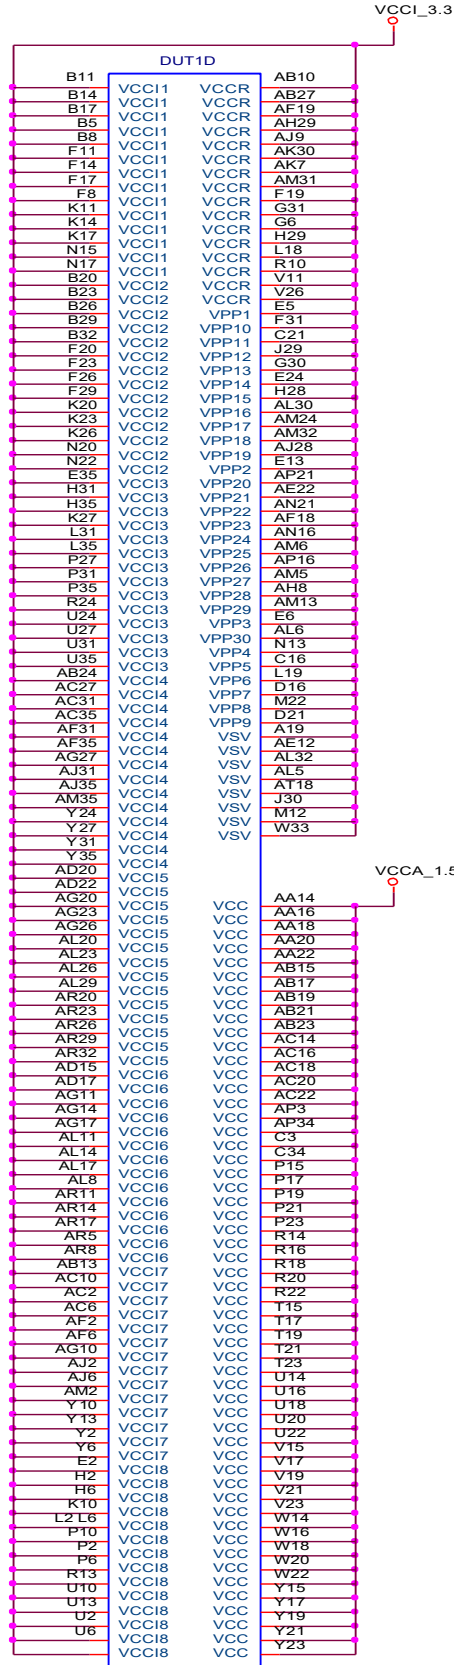 VCCI_3.3
DUT1D
B11 VCCI1 VCCR AB10
B14 VCCI1 VCCR AB27
B17 VCCI1 VCCR AF19
B5 VCCI1 VCCR AH29
B8 VCCI1 VCCR AJ9
F11 VCCI1 VCCR AK30
F14 VCCI1 VCCR AK7
F17 VCCI1 VCCR AM31
F8 VCCI1 VCCR F19
K11 VCCI1 VCCR G31
K14 VCCI1 VCCR G6
K17 VCCI1 VCCR H29
N15 VCCI1 VCCR L18
N17 VCCI1 VCCR R10
B20 VCCI2 VCCR V11
B23 VCCI2 VCCR V26
B26 VCCI2 VPP1 E5
B29 VCCI2 VPP10 F31
B32 VCCI2 VPP11 C21
F20 VCCI2 VPP12 J29
F23 VCCI2 VPP13 G30
F26 VCCI2 VPP14 E24
F29 VCCI2 VPP15 H28
K20 VCCI2 VPP16 AL30
K23 VCCI2 VPP17 AM24
K26 VCCI2 VPP18 AM32
N20 VCCI2 VPP19 AJ28
N22 VCCI2 VPP2 E13
E35 VCCI3 VPP20 AP21
H31 VCCI3 VPP21 AE22
H35 VCCI3 VPP22 AN21
K27 VCCI3 VPP23 AF18
L31 VCCI3 VPP24 AN16
L35 VCCI3 VPP25 AM6
P27 VCCI3 VPP26 AP16
P31 VCCI3 VPP27 AM5
P35 VCCI3 VPP28 AH8
R24 VCCI3 VPP29 AM13
U24 VCCI3 VPP3 E6
U27 VCCI3 VPP30 AL6
U31 VCCI3 VPP4 N13
U35 VCCI3 VPP5 C16
AB24 VCCI4 VPP6 L19
AC27 VCCI4 VPP7 D16
AC31 VCCI4 VPP8 M22
AC35 VCCI4 VPP9 D21
AF31 VCCI4 VSV A19
AF35 VCCI4 VSV AE12
AG27 VCCI4 VSV AL32
AJ31 VCCI4 VSV AL5
AJ35 VCCI4 VSV AT18
AM35 VCCI4 VSV J30
Y24 VCCI4 VSV M12
Y27 VCCI4 VSV W33
Y31 VCCI4
Y35 VCCI4
VCCA_1.5
AD20 VCCI5
AD22 VCCI5
AG20 VCCI5 VCC AA14
AG23 VCCI5 VCC AA16
AG26 VCCI5 VCC AA18
AL20 VCCI5 VCC AA20
AL23 VCCI5 VCC AA22
AL26 VCCI5 VCC AB15
AL29 VCCI5 VCC AB17
AR20 VCCI5 VCC AB19
AR23 VCCI5 VCC AB21
AR26 VCCI5 VCC AB23
AR29 VCCI5 VCC AC14
AR32 VCCI5 VCC AC16
AD15 VCCI6 VCC AC18
AD17 VCCI6 VCC AC20
AG11 VCCI6 VCC AC22
AG14 VCCI6 VCC AP3
AG17 VCCI6 VCC AP34
AL11 VCCI6 VCC C3
AL14 VCCI6 VCC C34
AL17 VCCI6 VCC P15
AL8 VCCI6 VCC P17
AR11 VCCI6 VCC P19
AR14 VCCI6 VCC P21
AR17 VCCI6 VCC P23
AR5 VCCI6 VCC R14
AR8 VCCI6 VCC R16
AB13 VCCI7 VCC R18
AC10 VCCI7 VCC R20
AC2 VCCI7 VCC R22
AC6 VCCI7 VCC T15
AF2 VCCI7 VCC T17
AF6 VCCI7 VCC T19
AG10 VCCI7 VCC T21
AJ2 VCCI7 VCC T23
AJ6 VCCI7 VCC U14
AM2 VCCI7 VCC U16
Y10 VCCI7 VCC U18
Y13 VCCI7 VCC U20
Y2 VCCI7 VCC U22
Y6 VCCI7 VCC V15
E2 VCCI8 VCC V17
H2 VCCI8 VCC V19
H6 VCCI8 VCC V21
K10 VCCI8 VCC V23
L2 L6 VCCI8 VCC W14
P10 VCCI8 VCC W16
P2 VCCI8 VCC W18
P6 VCCI8 VCC W20
R13 VCCI8 VCC W22
U10 VCCI8 VCC Y15
U13 VCCI8 VCC Y17
U2 VCCI8 VCC Y19
U6 VCCI8 VCC Y21
VCCI8 VCC Y23